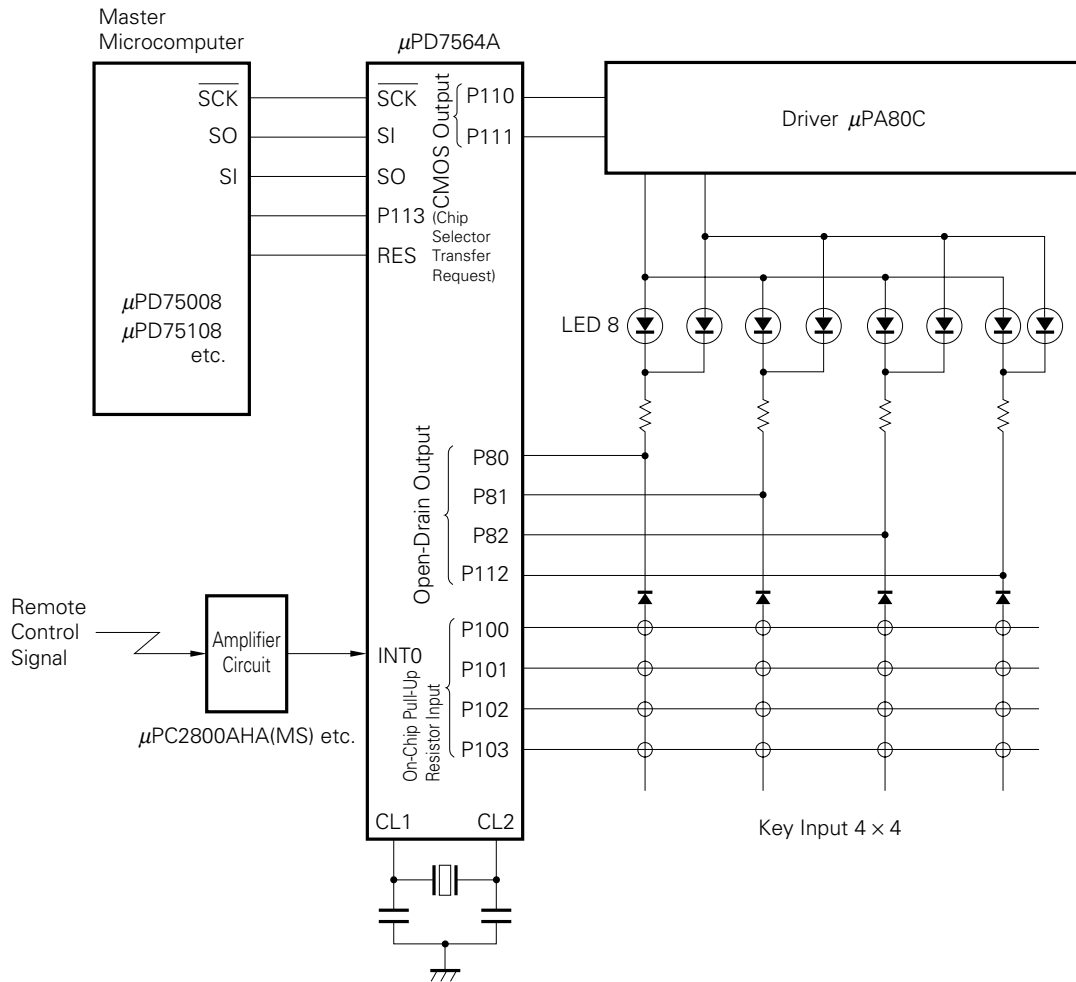 Master
Microcomputer
SCK
SO
SI
μPD75008
μPD75108
etc.
μPD7564A
SCK
SI
SO
P113
RES
CMOS Output
(Chip
Selector
Transfer
Request)
P110
P111
Driver μPA80C
LED 8
Open-Drain Output
P80
P81
P82
P112
Remote
Control
Signal
Amplifier
Circuit
μPC2800AHA(MS) etc.
INT0
On-Chip Pull-Up
Resistor Input
P100
P101
P102
P103
CL1
CL2
Key Input 4 × 4